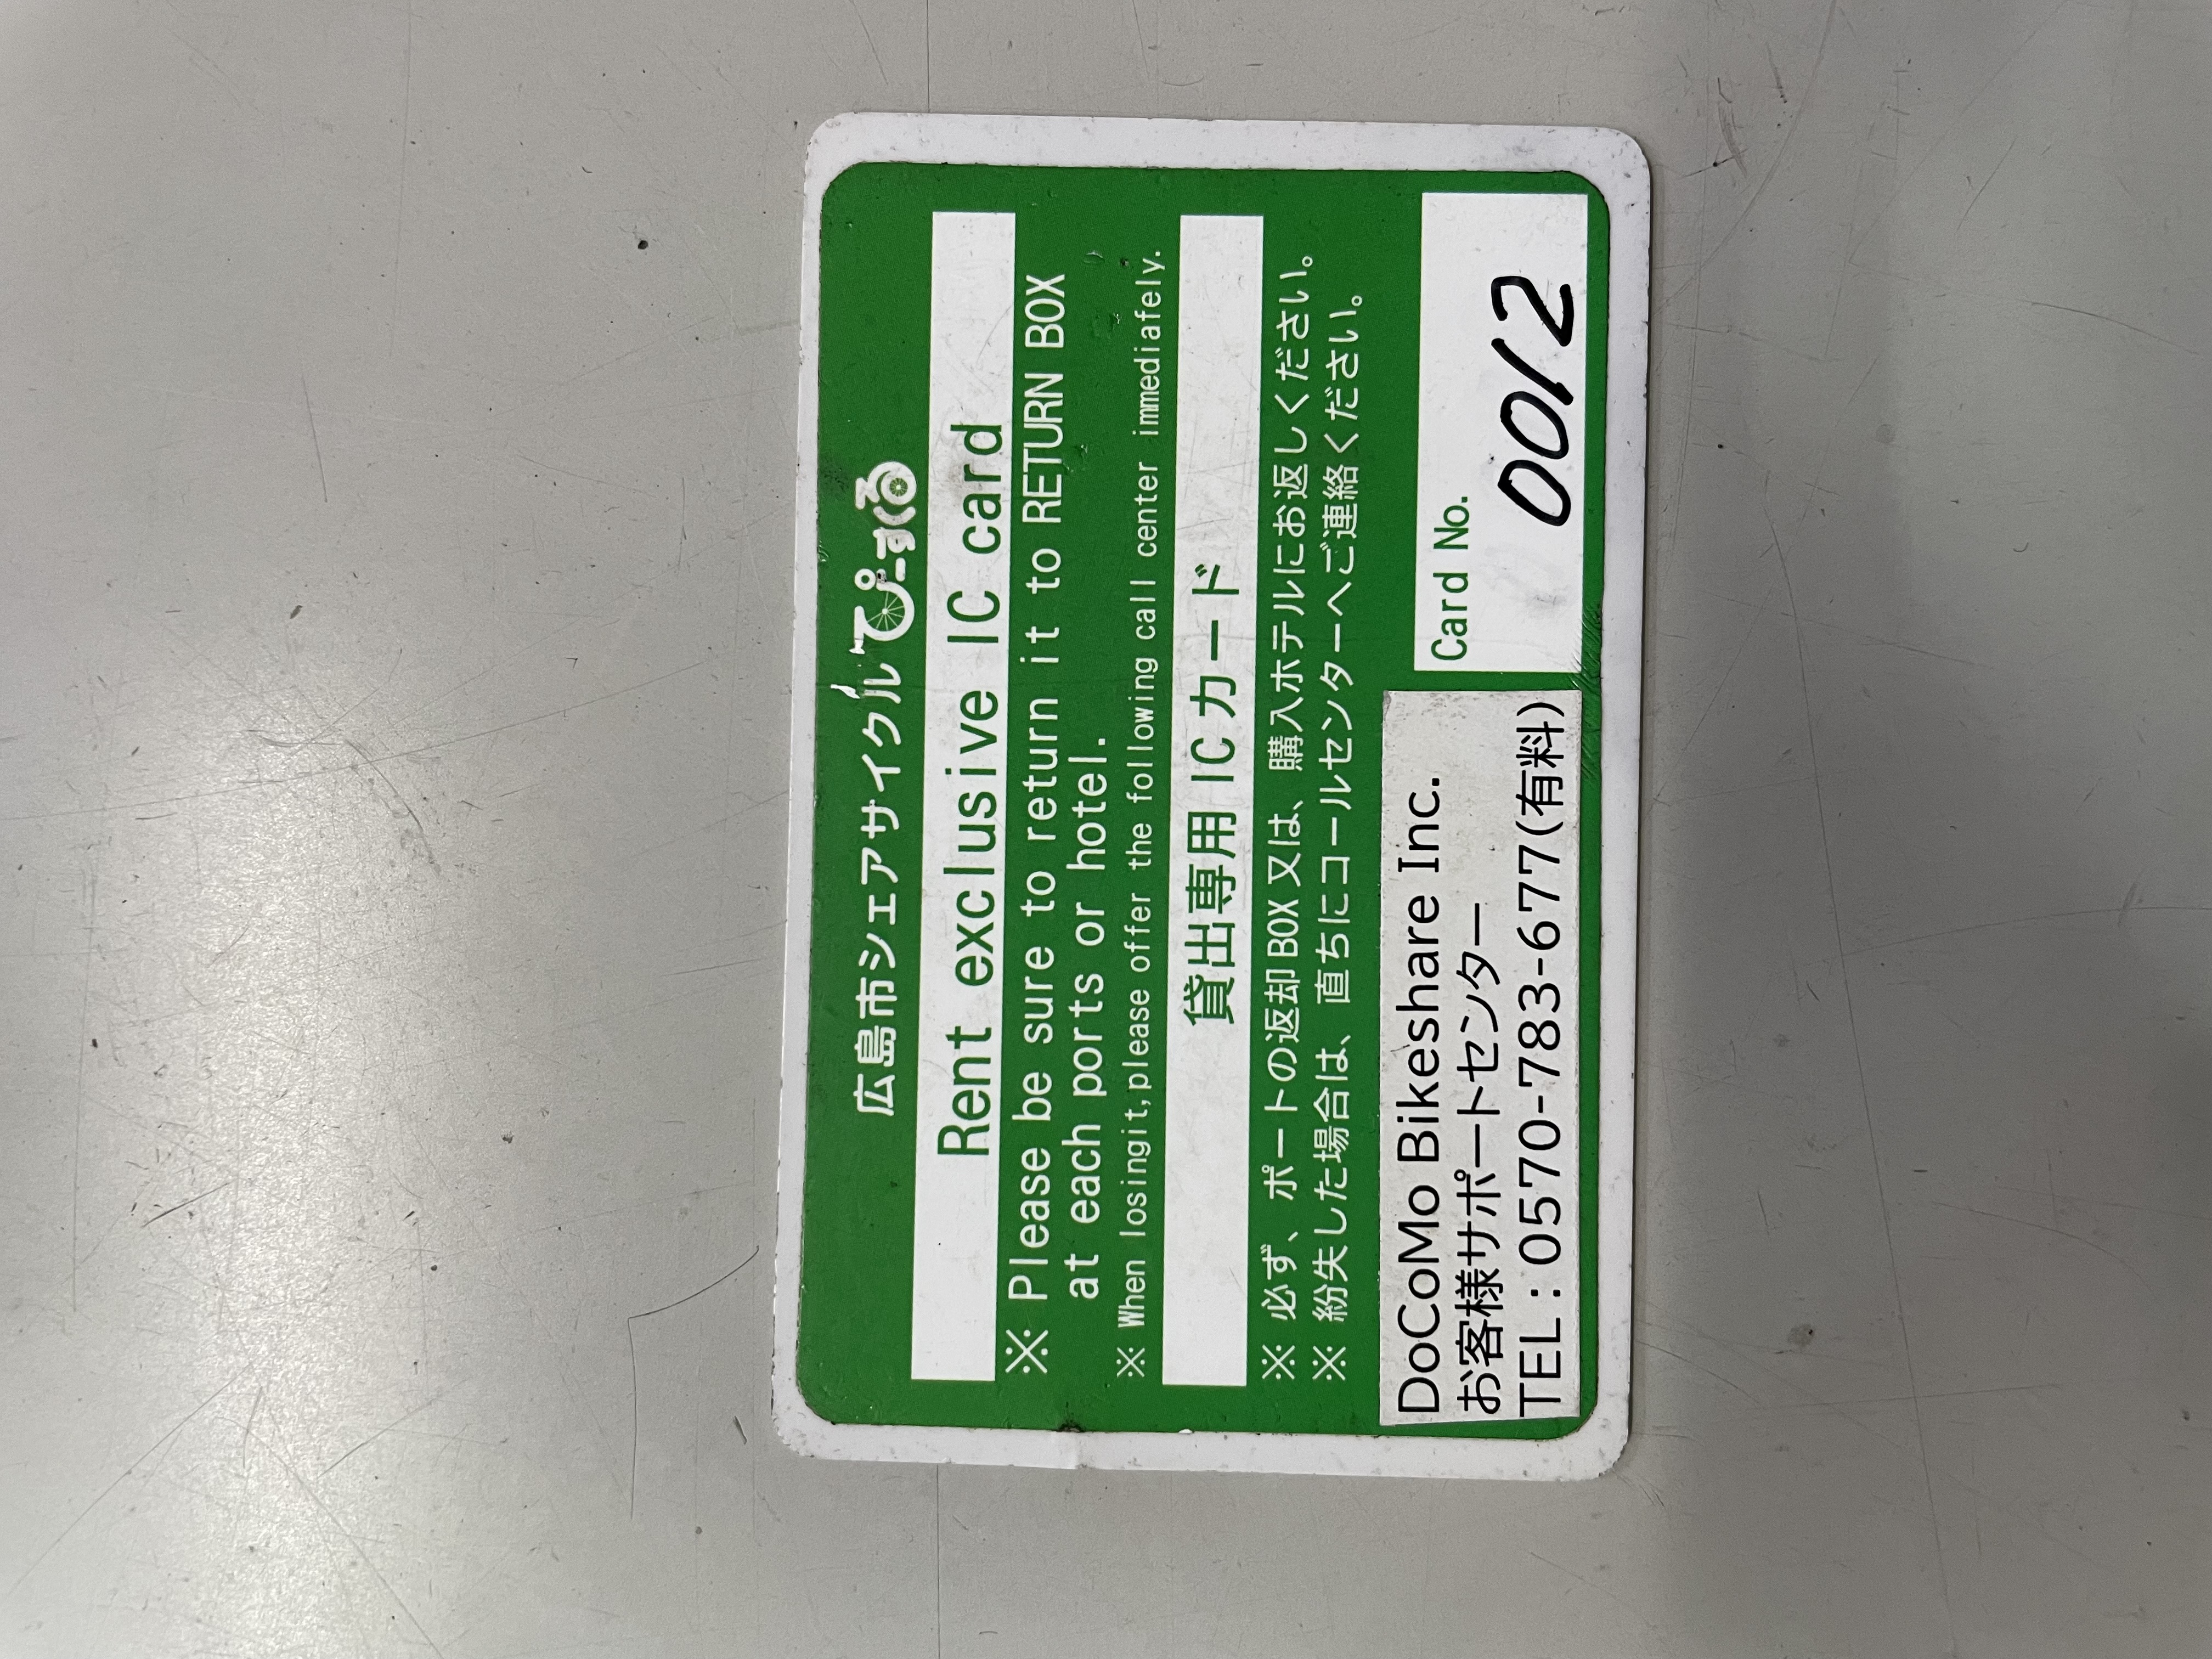 広島市シェアサイクル ぴーすくる
Rent exclusive IC card
※ Please be sure to return it to RETURN BOX
at each ports or hotel.
※ When losingit,please offer the following call center immediafely.
貸出専用 IC カード
※ 必ず、ポートの返却 BOX 又は、購入ホテルにお返しください。
※ 紛失した場合は、直ちにコールセンターへご連絡ください。
DoCoMo Bikeshare Inc.
お客様サポートセンター
TEL : 0570-783-677(有料)
Card No.
0012